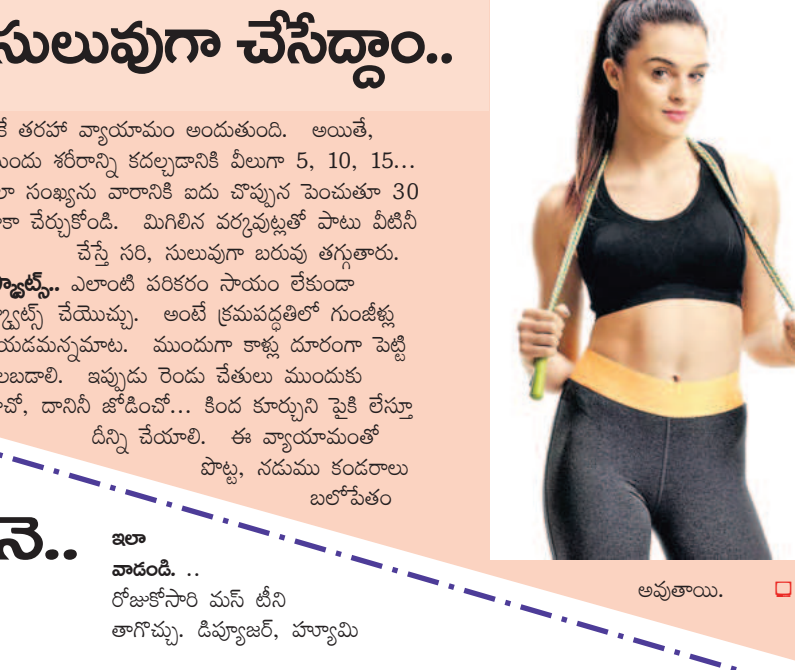 సులువుగా చేసేద్దాం..
కే తరహా వ్యాయామం అందుతుంది. అయితే,
ముందు శరీరాన్ని కదల్చడానికి వీలుగా 5, 10, 15...
లా సంఖ్యను వారానికి ఐదు చొప్పున పెంచుతూ 30
చేర్చుకోండి. మిగిలిన వర్కవుట్లతో పాటు వీటినీ
చేస్తే సరి, సులువుగా బరువు తగ్గుతారు.
స్క్వాట్స్.. ఎలాంటి పరికరం సాయం లేకుండా
స్క్వాట్స్ చేయొచ్చు. అంటే క్రమపద్ధతిలో గుంజీళ్లు
యడమన్నమాట. ముందుగా కాళ్లు దూరంగా పెట్టి
లబడాలి. ఇప్పుడు రెండు చేతులు ముందుకు
చో, దానినీ జోడించో... కింద కూర్చుని పైకి లేస్తూ
దీన్ని చేయాలి. ఈ వ్యాయామంతో
పొట్ట, నడుము కండరాలు
బలోపేతం
అవుతాయి.
నె..
ఇలా
వాడండి. ..
రోజుకోసారి మస్ టీని
తాగొచ్చు. డిఫ్యూజర్, హ్యూమి